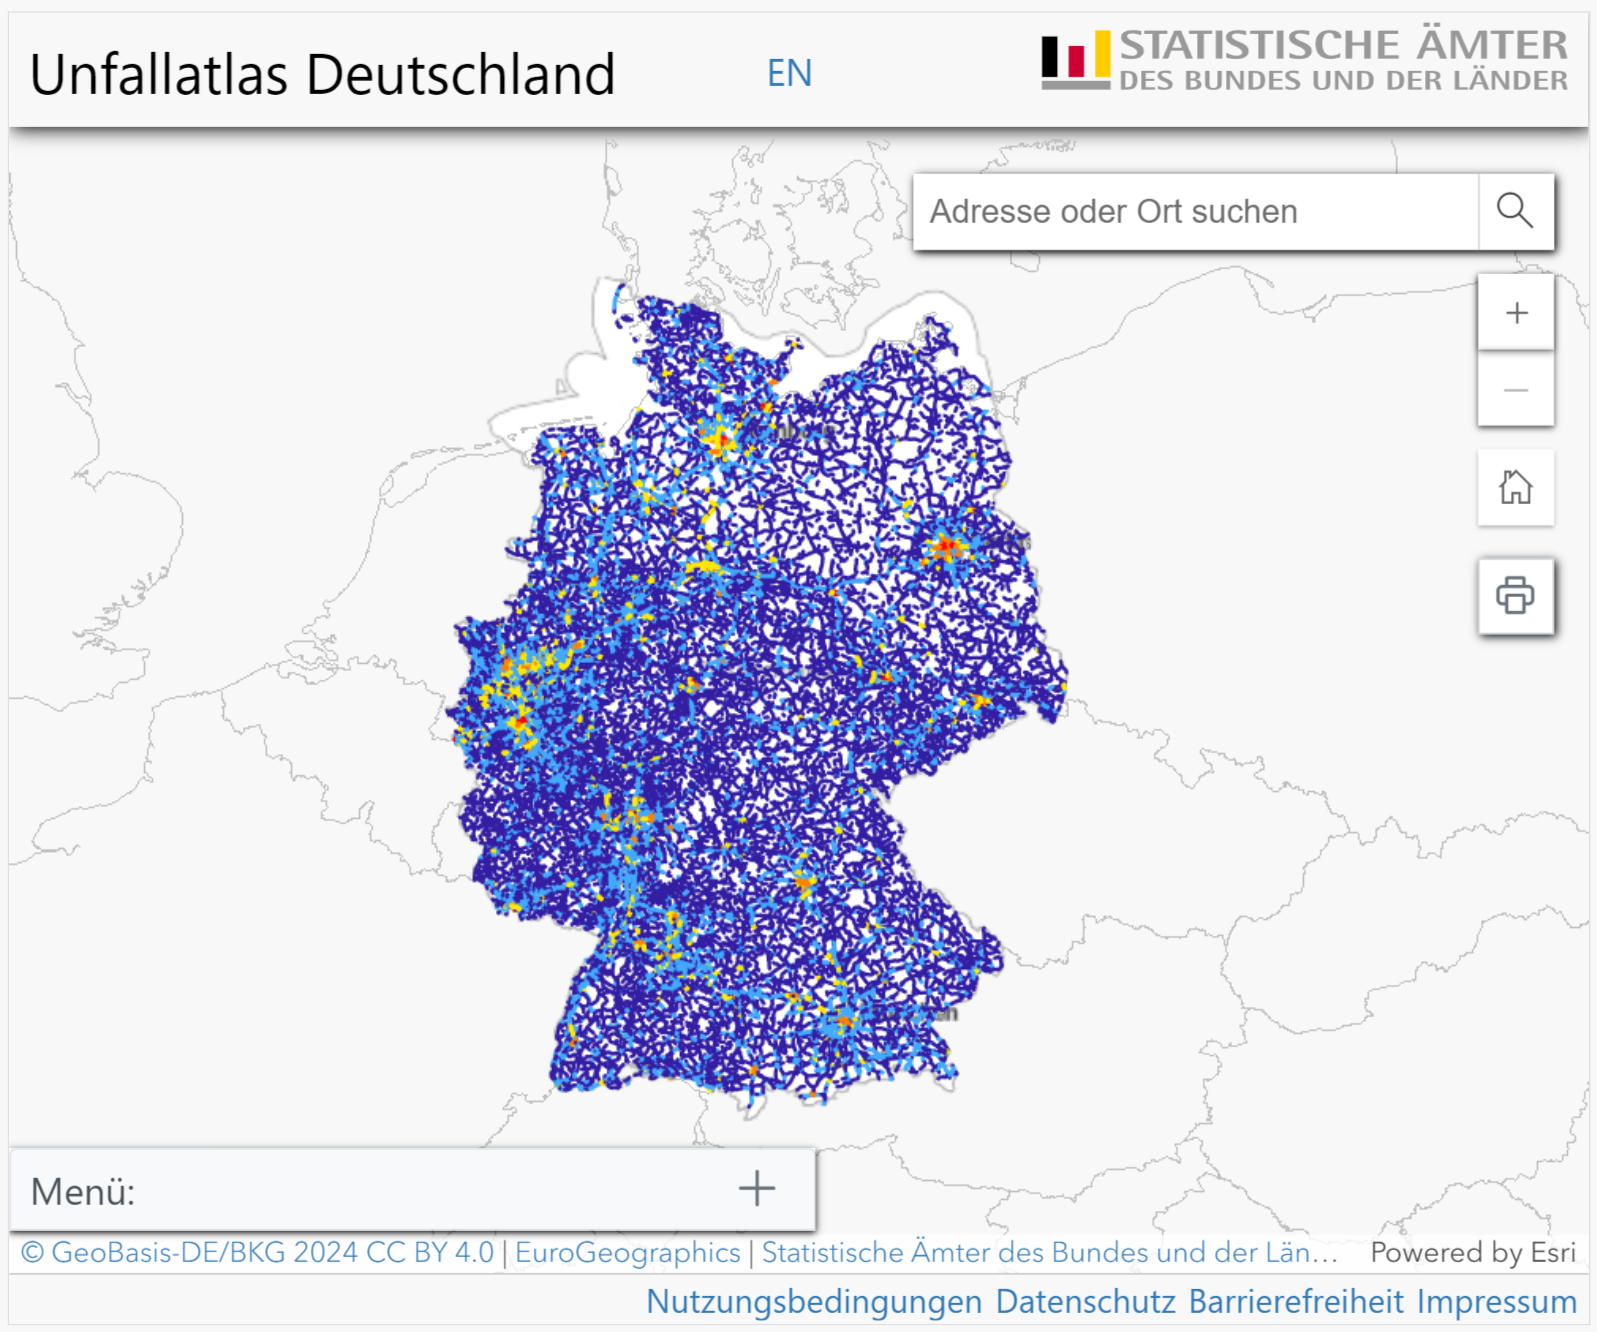 Unfallatlas Deutschland
EN
STATISTISCHE ÄMTER
DES BUNDES UND DER LÄNDER
Adresse oder Ort suchen
+
−
Menü: +
© GeoBasis-DE/BKG 2024 CC BY 4.0 | EuroGeographics | Statistische Ämter des Bundes und der Län... Powered by Esri
Nutzungsbedingungen Datenschutz Barrierefreiheit Impressum